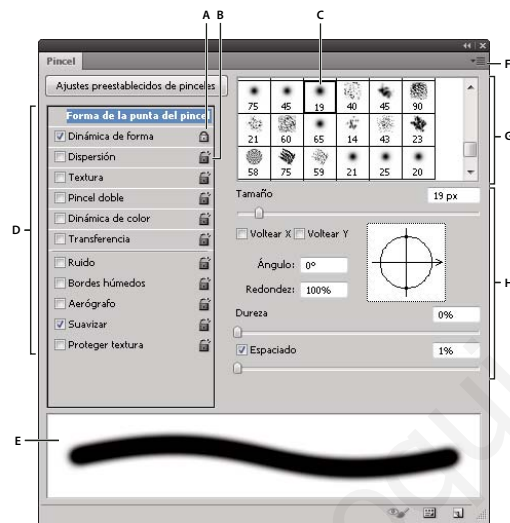 A B C
Pincel
F
Ajustes preestablecidos de pinceles
75 45 19 40 45 90
21 60 65 14 43 23
58 75 59 21 25 20
G
D
Forma de la punta del pincel
Dinámica de forma
Dispersión
Textura
Pincel doble
Dinámica de color
Transferencia
Ruido
Bordes húmedos
Aerógrafo
Suavizar
Proteger textura
Tamaño 19 px
Voltear X Voltear Y
Ángulo: 0°
Redondez: 100%
H
Dureza 0%
Espaciado 1%
E